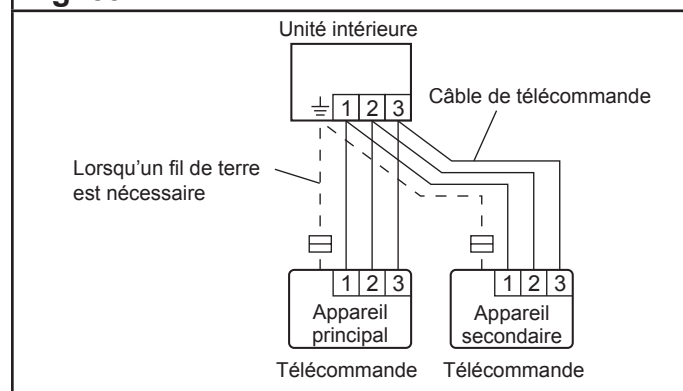 Unité intérieure
1 2 3
Câble de télécommande
Lorsqu'un fil de terre
est nécessaire
1 2 3
Appareil
principal
Télécommande
1 2 3
Appareil
secondaire
Télécommande